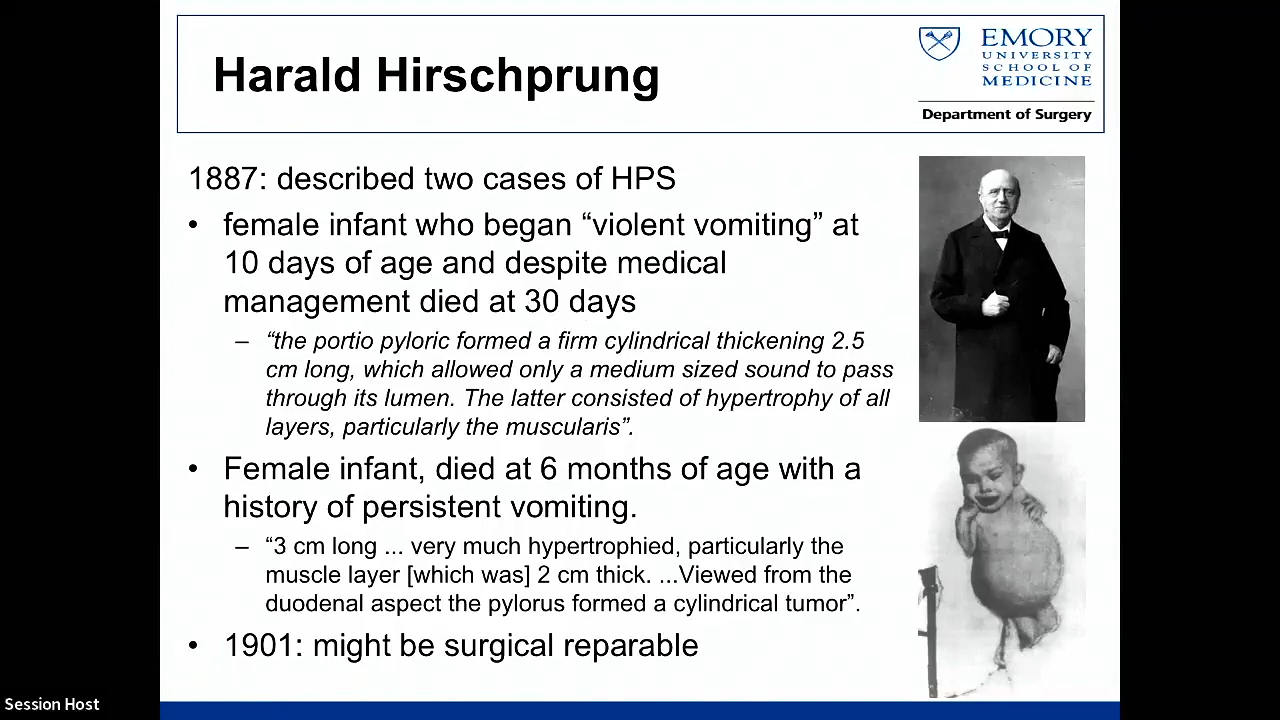 Harald Hirschprung
EMORY
UNIVERSITY
SCHOOL OF
MEDICINE
Department of Surgery
1887: described two cases of HPS
• female infant who began “violent vomiting” at
10 days of age and despite medical
management died at 30 days
– “the portio pyloric formed a firm cylindrical thickening 2.5
cm long, which allowed only a medium sized sound to pass
through its lumen. The latter consisted of hypertrophy of all
layers, particularly the muscularis”.
• Female infant, died at 6 months of age with a
history of persistent vomiting.
– “3 cm long ... very much hypertrophied, particularly the
muscle layer [which was] 2 cm thick. ...Viewed from the
duodenal aspect the pylorus formed a cylindrical tumor”.
• 1901: might be surgical reparable
Session Host